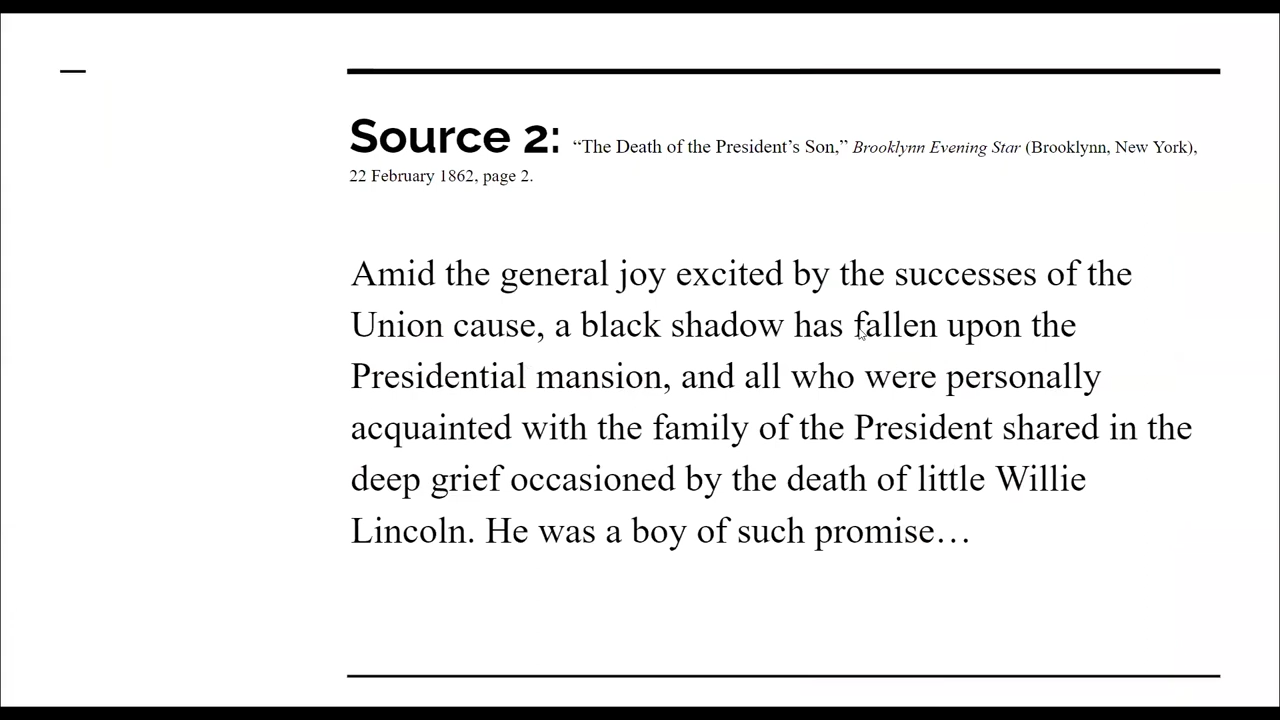 Source 2: “The Death of the President’s Son,” Brooklynn Evening Star (Brooklynn, New York),
22 February 1862, page 2.
Amid the general joy excited by the successes of the
Union cause, a black shadow has fallen upon the
Presidential mansion, and all who were personally
acquainted with the family of the President shared in the
deep grief occasioned by the death of little Willie
Lincoln. He was a boy of such promise…